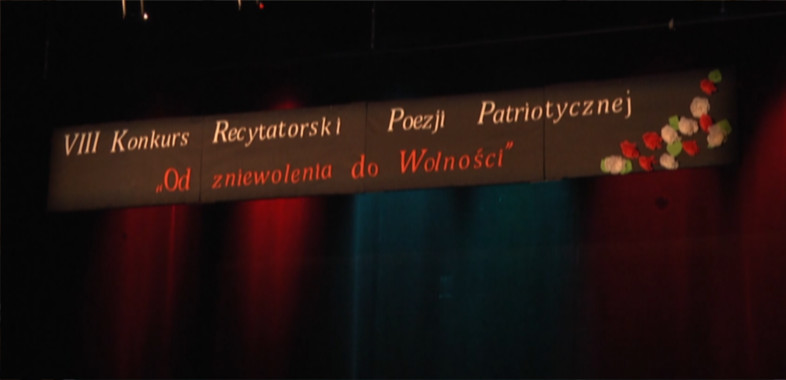 VIII Konkurs Recytatorski Poezji Patriotycznej
„Od zniewolenia do Wolności”